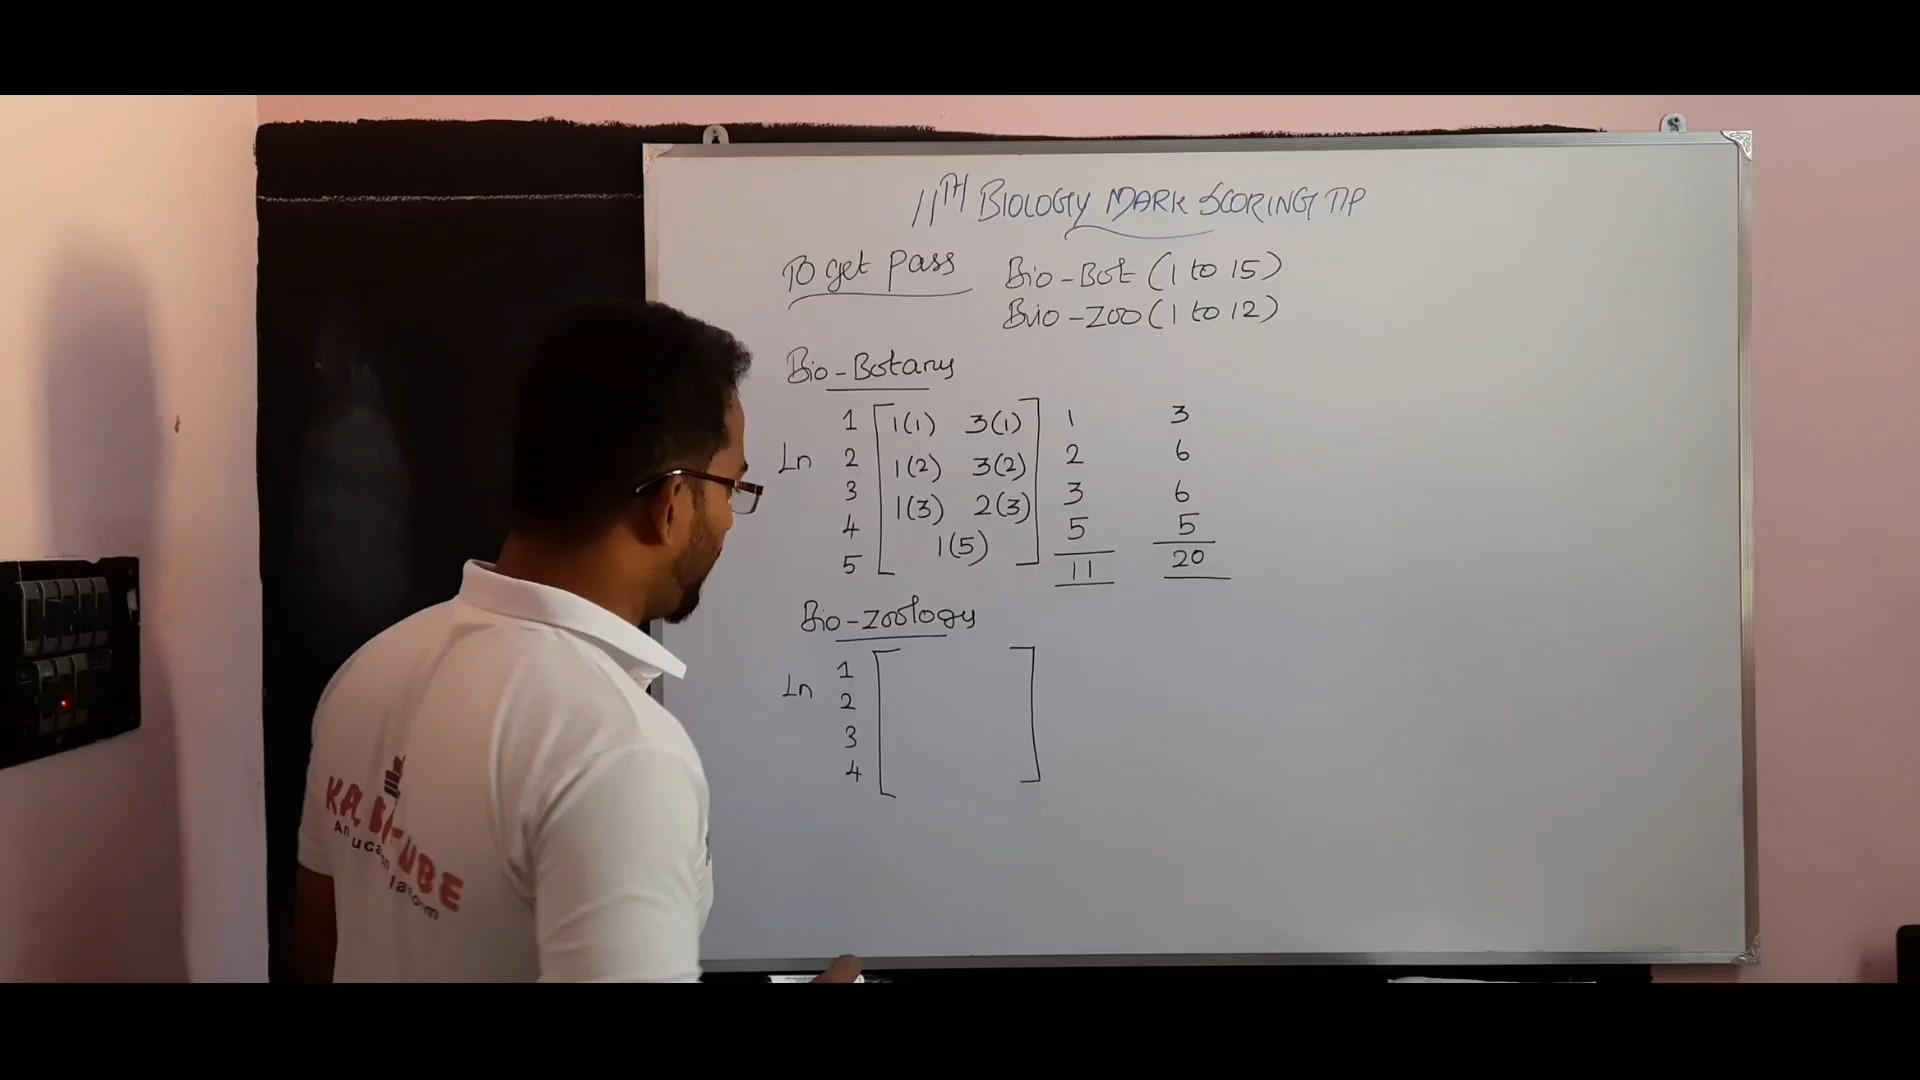 11TH BIOLOGY MARK SCORING TIP
To get pass Bio-Bot (1 to 15)
Bio-Zoo (1 to 12)
Bio-Botany
1 1(1) 3(1) 1 3
Ln 2 1(2) 3(2) 2 6
3 1(3) 2(3) 3 6
4 1(5) 5 5
5 11 20
Bio-Zoology
1
Ln 2
3
4